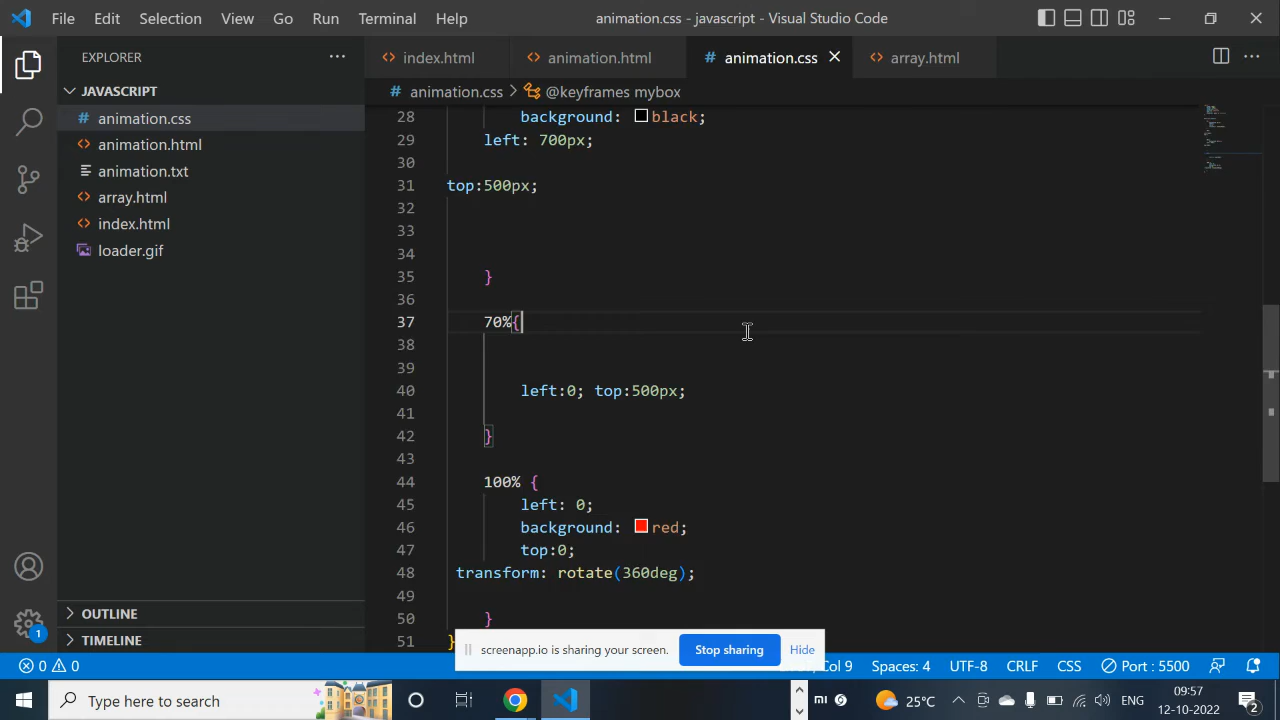 File Edit Selection View Go Run Terminal Help
animation.css - javascript - Visual Studio Code
EXPLORER
index.html
animation.html
animation.css
array.html
JAVASCRIPT
animation.css
animation.html
animation.txt
array.html
index.html
loader.gif
OUTLINE
TIMELINE
animation.css > @keyframes mybox
28 background: black;
29 left: 700px;
30
31 top:500px;
32
33
34
35 }
36
37 70%{
38
39
40 left:0; top:500px;
41
42 }
43
44 100% {
45 left: 0;
46 background: red;
47 top:0;
48 transform: rotate(360deg);
49
50 }
51 }
screenapp.io is sharing your screen. Stop sharing Hide
1
0 0
Col 9 Spaces: 4 UTF-8 CRLF CSS Port : 5500
Type here to search
25°C
ENG
09:57
12-10-2022
2